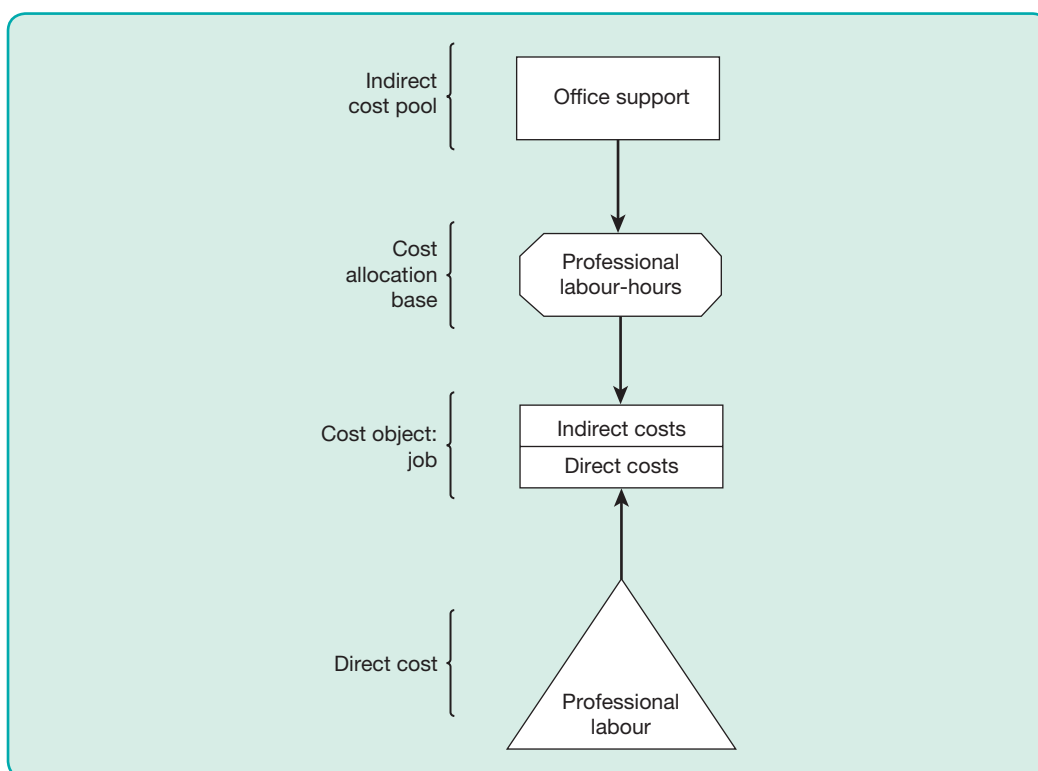 Indirect
cost pool
Office support
Cost
allocation
base
Professional
labour-hours
Cost object:
job
Indirect costs
Direct costs
Direct cost
Professional
labour